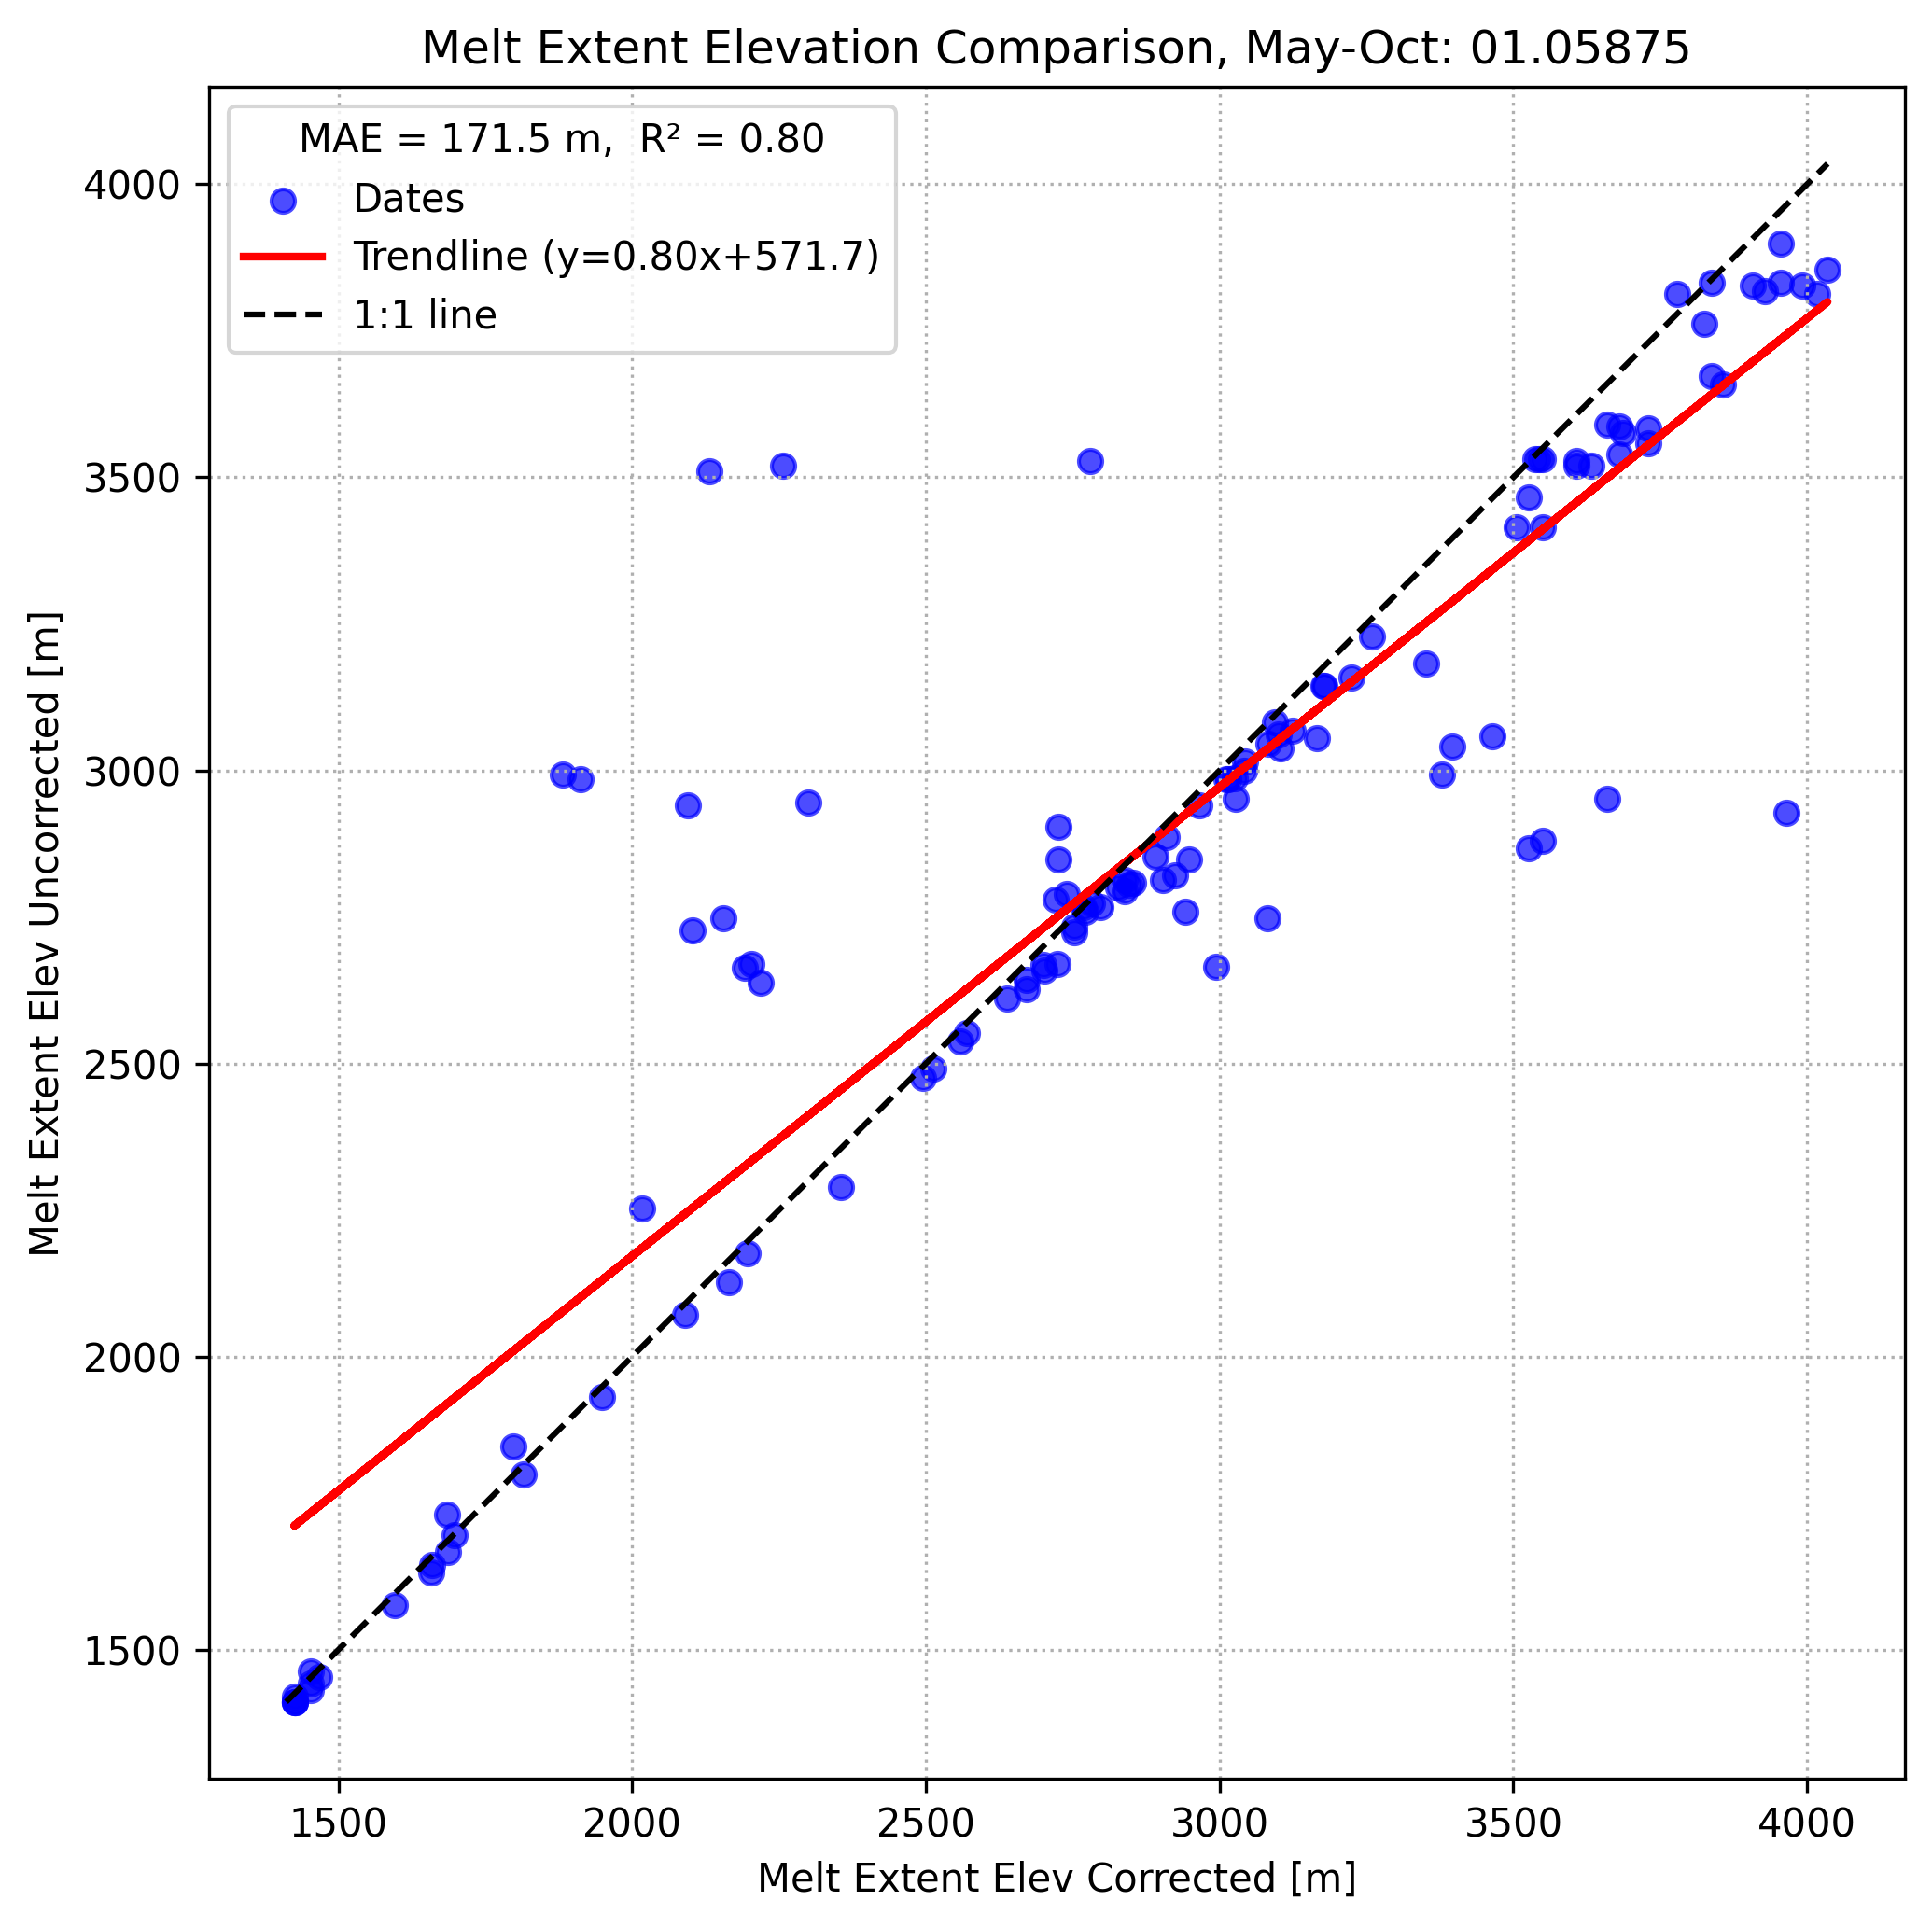 Melt Extent Elevation Comparison, May-Oct: 01.05875
MAE = 171.5 m, R² = 0.80
Dates
Trendline (y=0.80x+571.7)
1:1 line
Melt Extent Elev Uncorrected [m]
4000
3500
3000
2500
2000
1500
1500 2000 2500 3000 3500 4000
Melt Extent Elev Corrected [m]